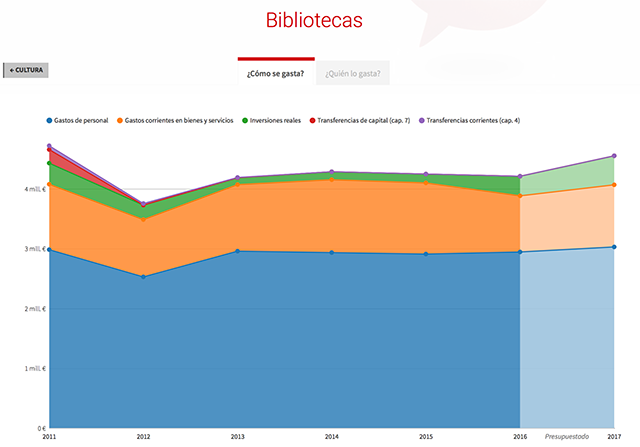 Bibliotecas
← CULTURA
¿Cómo se gasta?
¿Quién lo gasta?
Gastos de personal
Gastos corrientes en bienes y servicios
Inversiones reales
Transferencias de capital (cap. 7)
Transferencias corrientes (cap. 4)
4 mill. €
3 mill. €
2 mill. €
1 mill. €
0 €
2011
2012
2013
2014
2015
2016
Presupuestado
2017